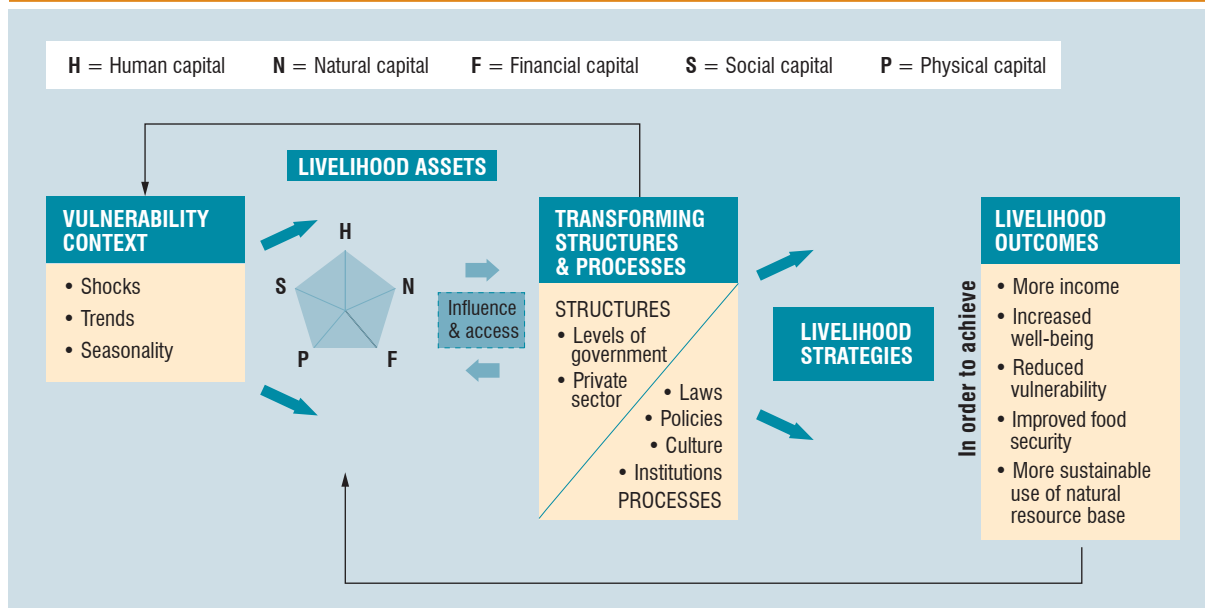 H = Human capital N = Natural capital F = Financial capital S = Social capital P = Physical capital
LIVELIHOOD ASSETS
VULNERABILITY
CONTEXT
• Shocks
• Trends
• Seasonality
H
S
N
P
F
Influence
& access
TRANSFORMING
STRUCTURES
& PROCESSES
STRUCTURES
• Levels of
government
• Private
sector
• Laws
• Policies
• Culture
• Institutions
PROCESSES
LIVELIHOOD
STRATEGIES
In order to achieve
LIVELIHOOD
OUTCOMES
• More income
• Increased
well-being
• Reduced
vulnerability
• Improved food
security
• More sustainable
use of natural
resource base